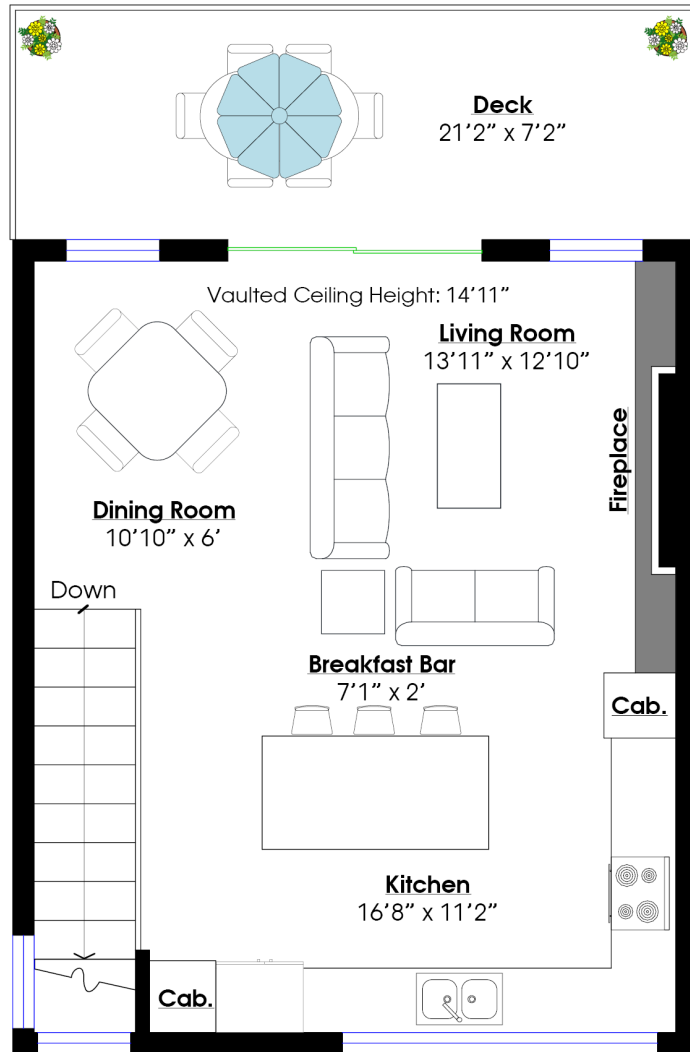 Deck
21'2” x 7'2”
Vaulted Ceiling Height: 14'11”
Living Room
13'11” x 12'10”
Fireplace
Dining Room
10'10” x 6'
Down
Breakfast Bar
7'1” x 2'
Cab.
Kitchen
16'8” x 11'2”
Cab.